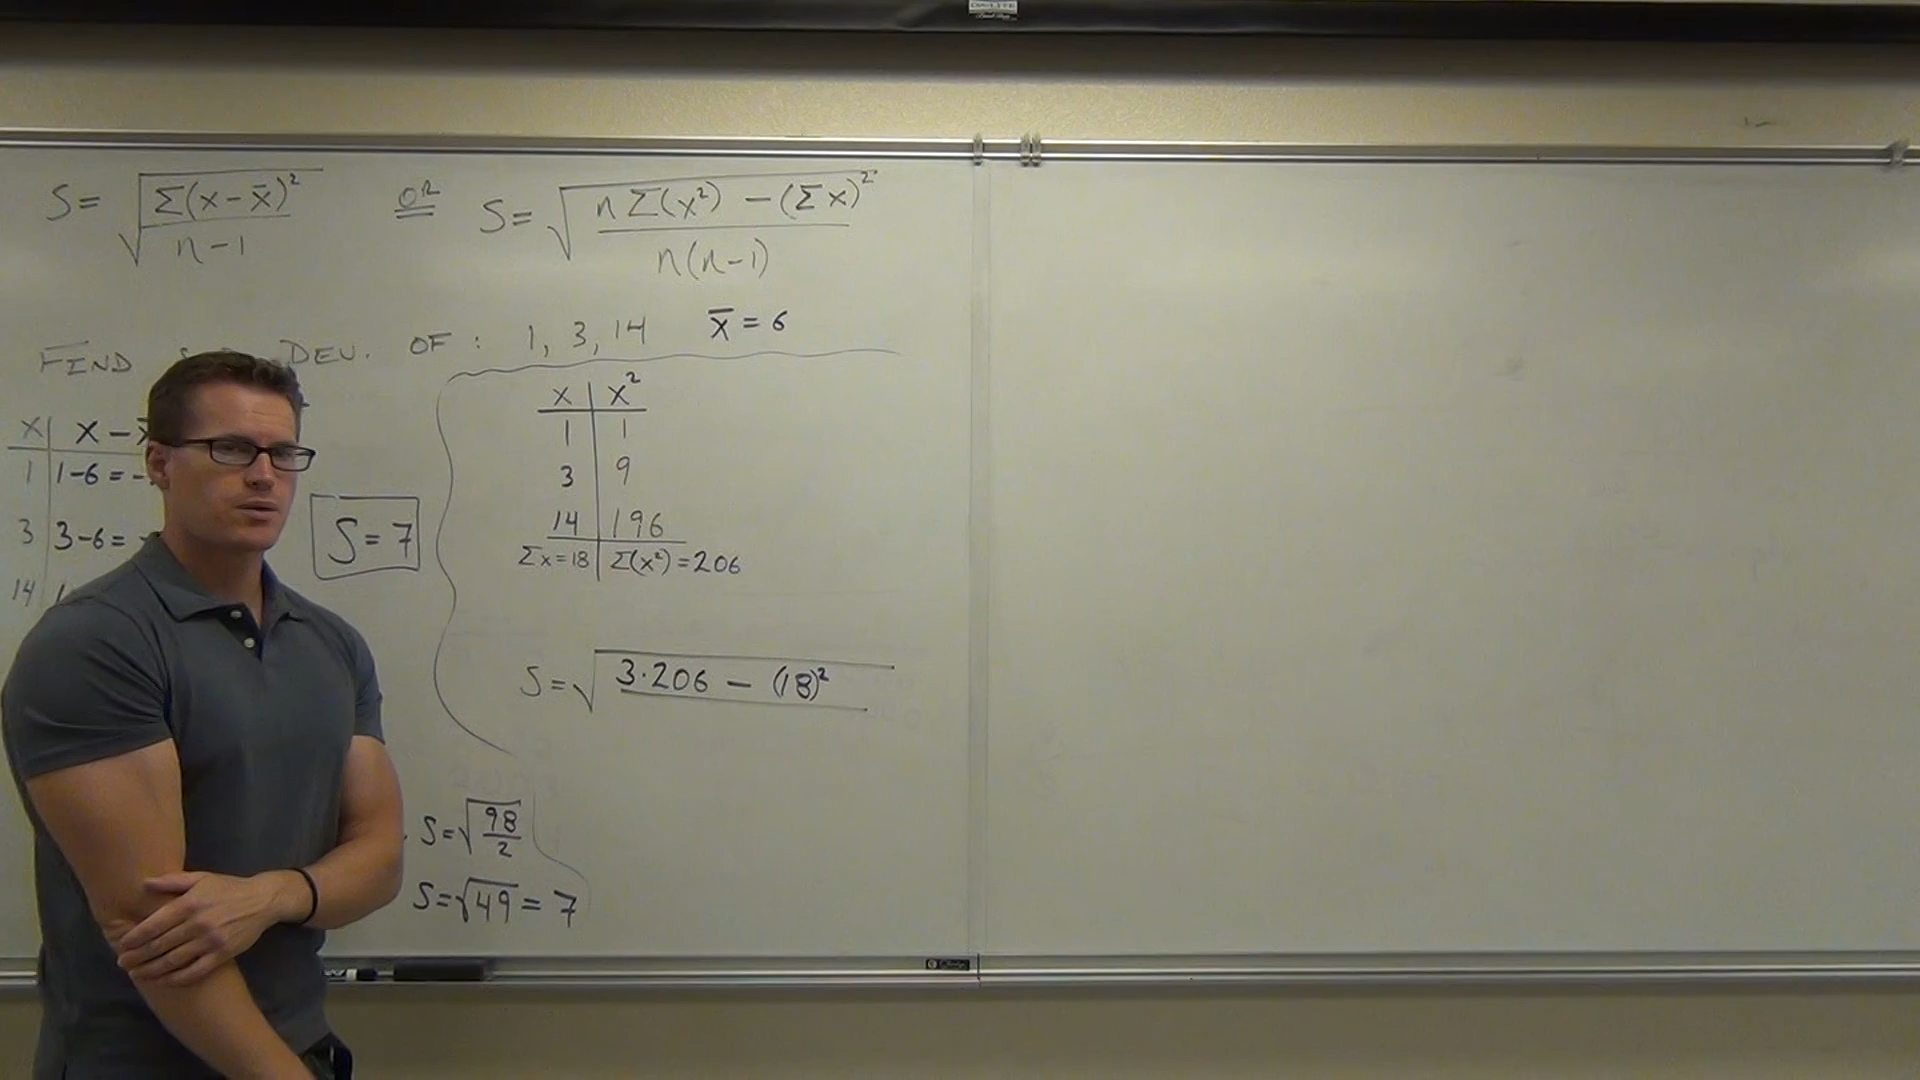 S = √(Σ(x-x̄)² / n-1) OR S = √(nΣ(x²) - (Σx)² / n(n-1))
FIND DEV. OF : 1, 3, 14 x̄ = 6
x | x -
1 | 1-6 = -
3 | 3-6 = -
14
S = 7
x | x²
1 | 1
3 | 9
14 | 196
Σx = 18 | Σ(x²) = 206
S = √(3·206 - (18)²
S = √(98/2)
S = √49 = 7